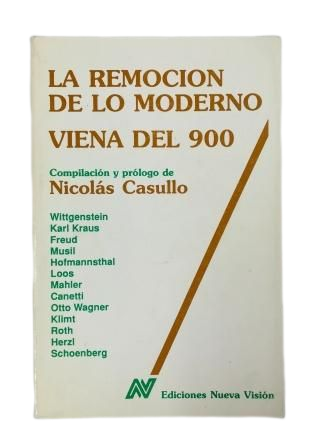 LA REMOCION
DE LO MODERNO
VIENA DEL 900
Compilación y prólogo de
Nicolás Casullo
Wittgenstein
Karl Kraus
Freud
Musil
Hofmannsthal
Loos
Mahler
Canetti
Otto Wagner
Klimt
Roth
Herzl
Schoenberg
Ediciones Nueva Visión